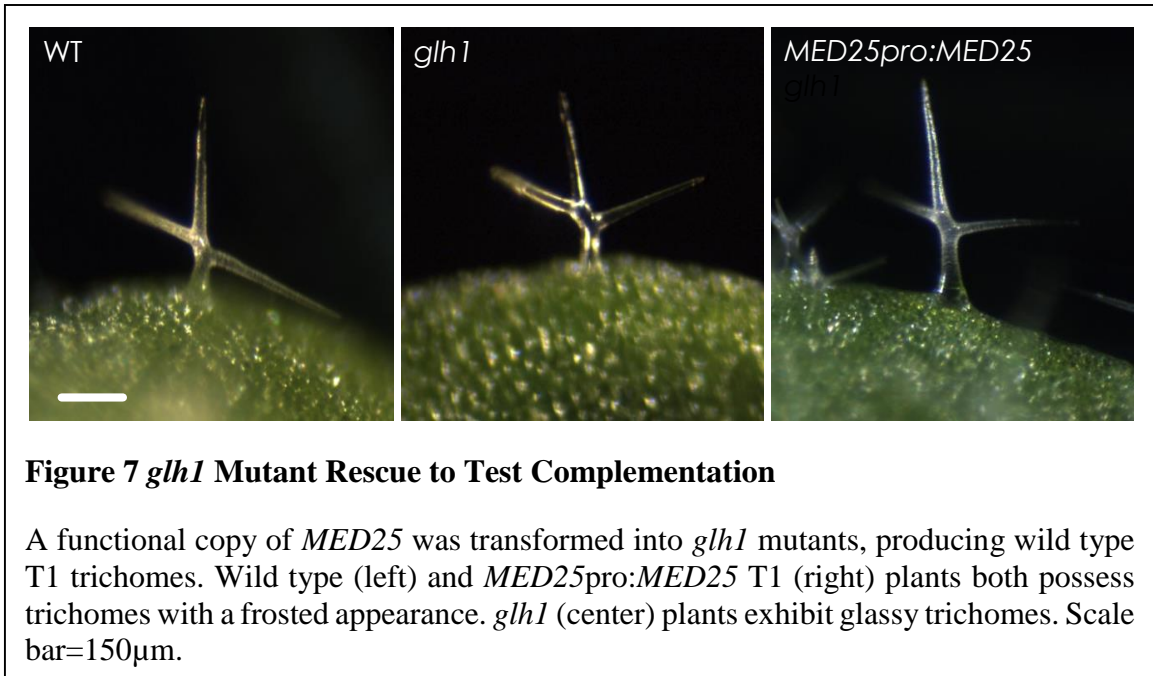 WT
glh1
MED25pro:MED25
glh1
Figure 7 glh1 Mutant Rescue to Test Complementation
A functional copy of MED25 was transformed into glh1 mutants, producing wild type
T1 trichomes. Wild type (left) and MED25pro:MED25 T1 (right) plants both possess
trichomes with a frosted appearance. glh1 (center) plants exhibit glassy trichomes. Scale
bar=150µm.